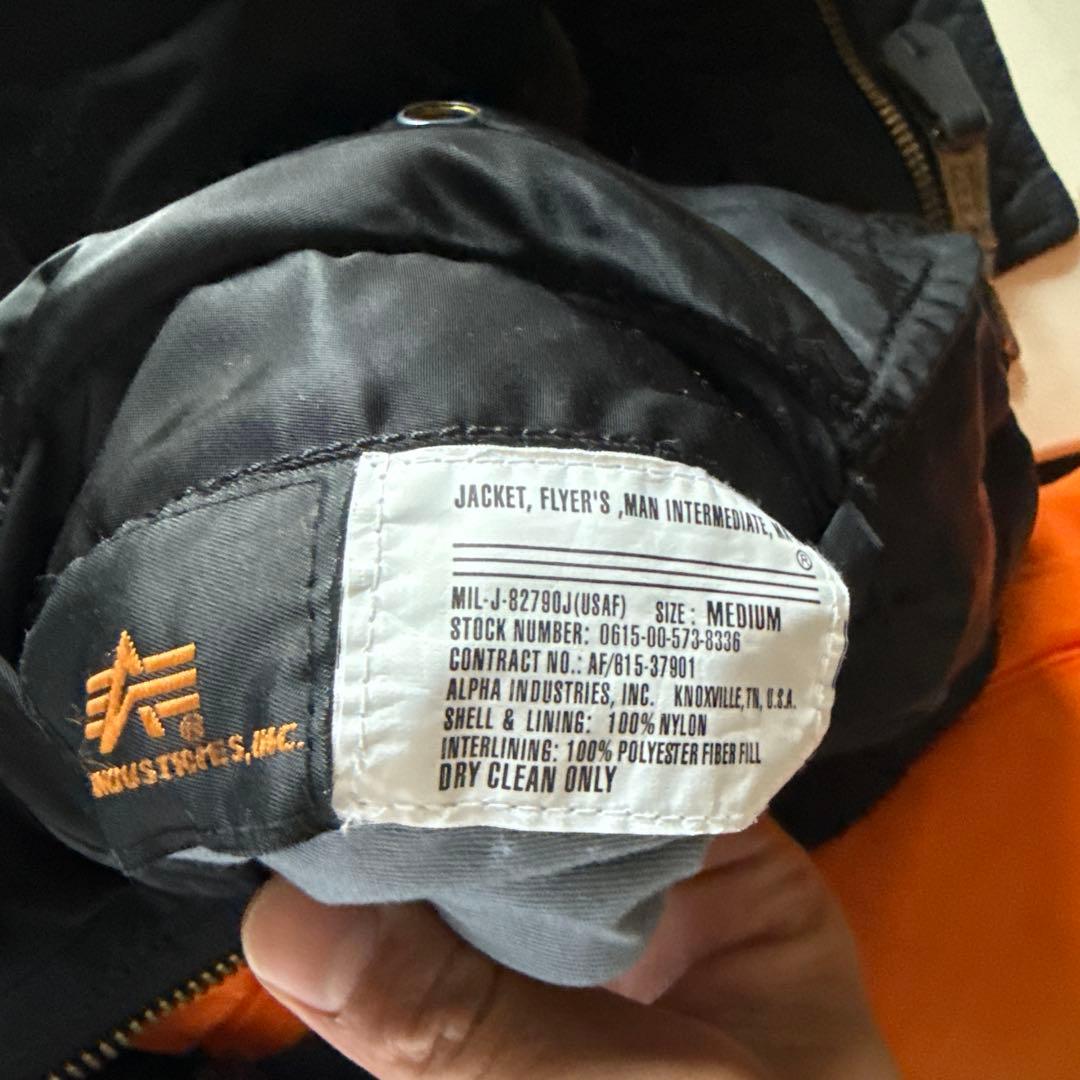 JACKET, FLYER'S ,MAN INTERMEDIATE,
®
MIL-J-82790J(USAF) SIZE: MEDIUM
STOCK NUMBER: 0615-00-573-8336
CONTRACT NO.: AF/815-37901
ALPHA INDUSTRIES, INC. KNOXVILLE,TN, U.S.A.
SHELL & LINING: 100% NYLON
INTERLINING: 100% POLYESTER FIBER FILL
DRY CLEAN ONLY
®
INDUSTRIES, INC.